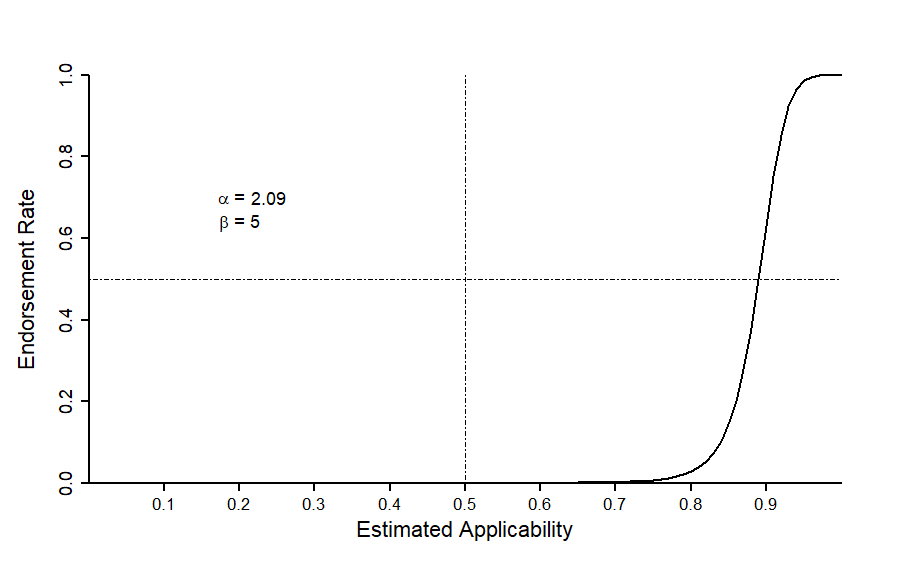 α = 2.09
β = 5
Endorsement Rate
1.0
0.8
0.6
0.4
0.2
0.0
0.1 0.2 0.3 0.4 0.5 0.6 0.7 0.8 0.9
Estimated Applicability